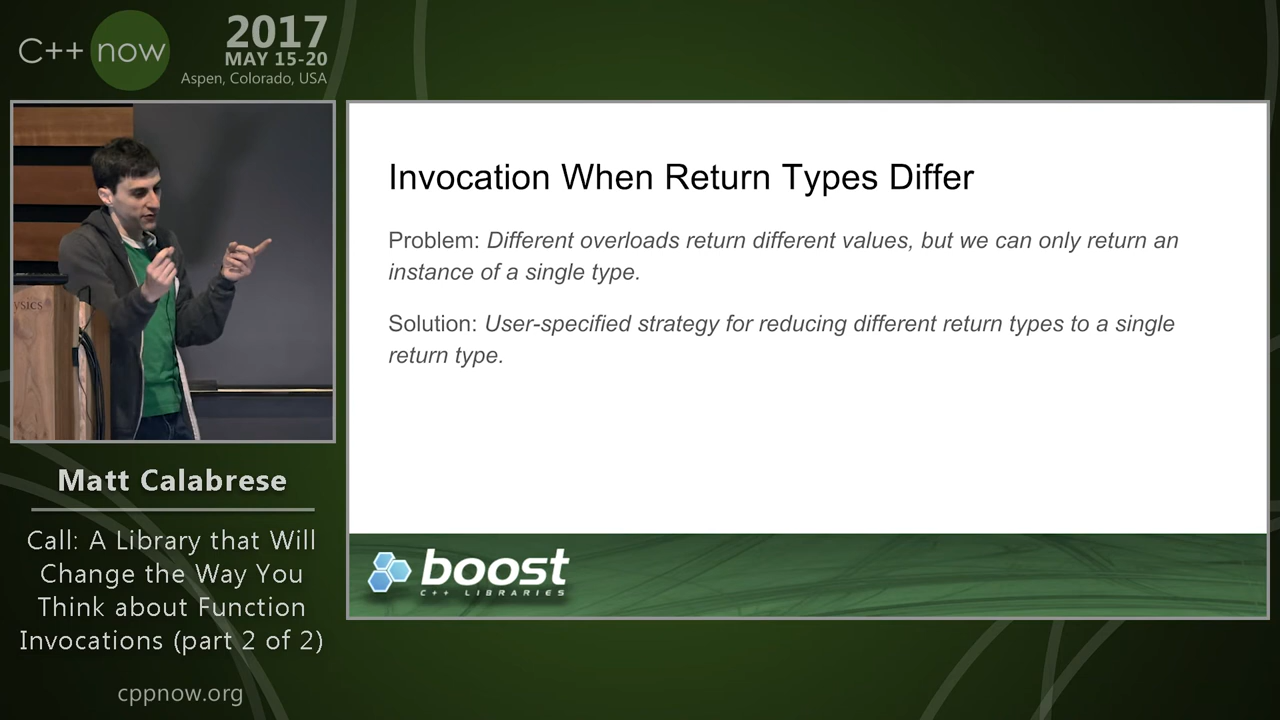 C++ now
2017
MAY 15-20
Aspen, Colorado, USA
ysics
Invocation When Return Types Differ
Problem: Different overloads return different values, but we can only return an
instance of a single type.
Solution: User-specified strategy for reducing different return types to a single
return type.
boost
C++ LIBRARIES
Matt Calabrese
Call: A Library that Will
Change the Way You
Think about Function
Invocations (part 2 of 2)
cppnow.org